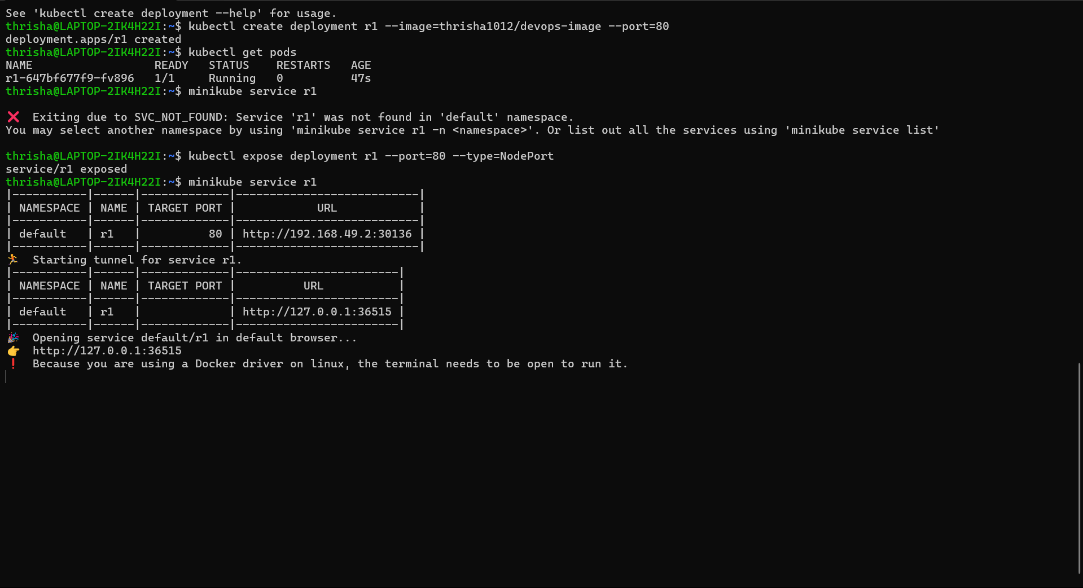 See 'kubectl create deployment --help' for usage.
thrisha@LAPTOP-2IK4H22I:~$ kubectl create deployment r1 --image=thrisha1012/devops-image --port=80
deployment.apps/r1 created
thrisha@LAPTOP-2IK4H22I:~$ kubectl get pods
NAME                  READY   STATUS    RESTARTS   AGE
r1-647bf677f9-fv896   1/1     Running   0          47s
thrisha@LAPTOP-2IK4H22I:~$ minikube service r1
❌  Exiting due to SVC_NOT_FOUND: Service 'r1' was not found in 'default' namespace.
You may select another namespace by using 'minikube service r1 -n <namespace>'. Or list out all the services using 'minikube service list'
thrisha@LAPTOP-2IK4H22I:~$ kubectl expose deployment r1 --port=80 --type=NodePort
service/r1 exposed
thrisha@LAPTOP-2IK4H22I:~$ minikube service r1
|-----------|------|-------------|---------------------------|
| NAMESPACE | NAME | TARGET PORT |            URL            |
|-----------|------|-------------|---------------------------|
| default   | r1   |          80 | http://192.168.49.2:30136 |
|-----------|------|-------------|---------------------------|
🏃  Starting tunnel for service r1.
|-----------|------|-------------|------------------------|
| NAMESPACE | NAME | TARGET PORT |          URL           |
|-----------|------|-------------|------------------------|
| default   | r1   |             | http://127.0.0.1:36515 |
|-----------|------|-------------|------------------------|
🎉  Opening service default/r1 in default browser...
👉  http://127.0.0.1:36515
❗  Because you are using a Docker driver on linux, the terminal needs to be open to run it.